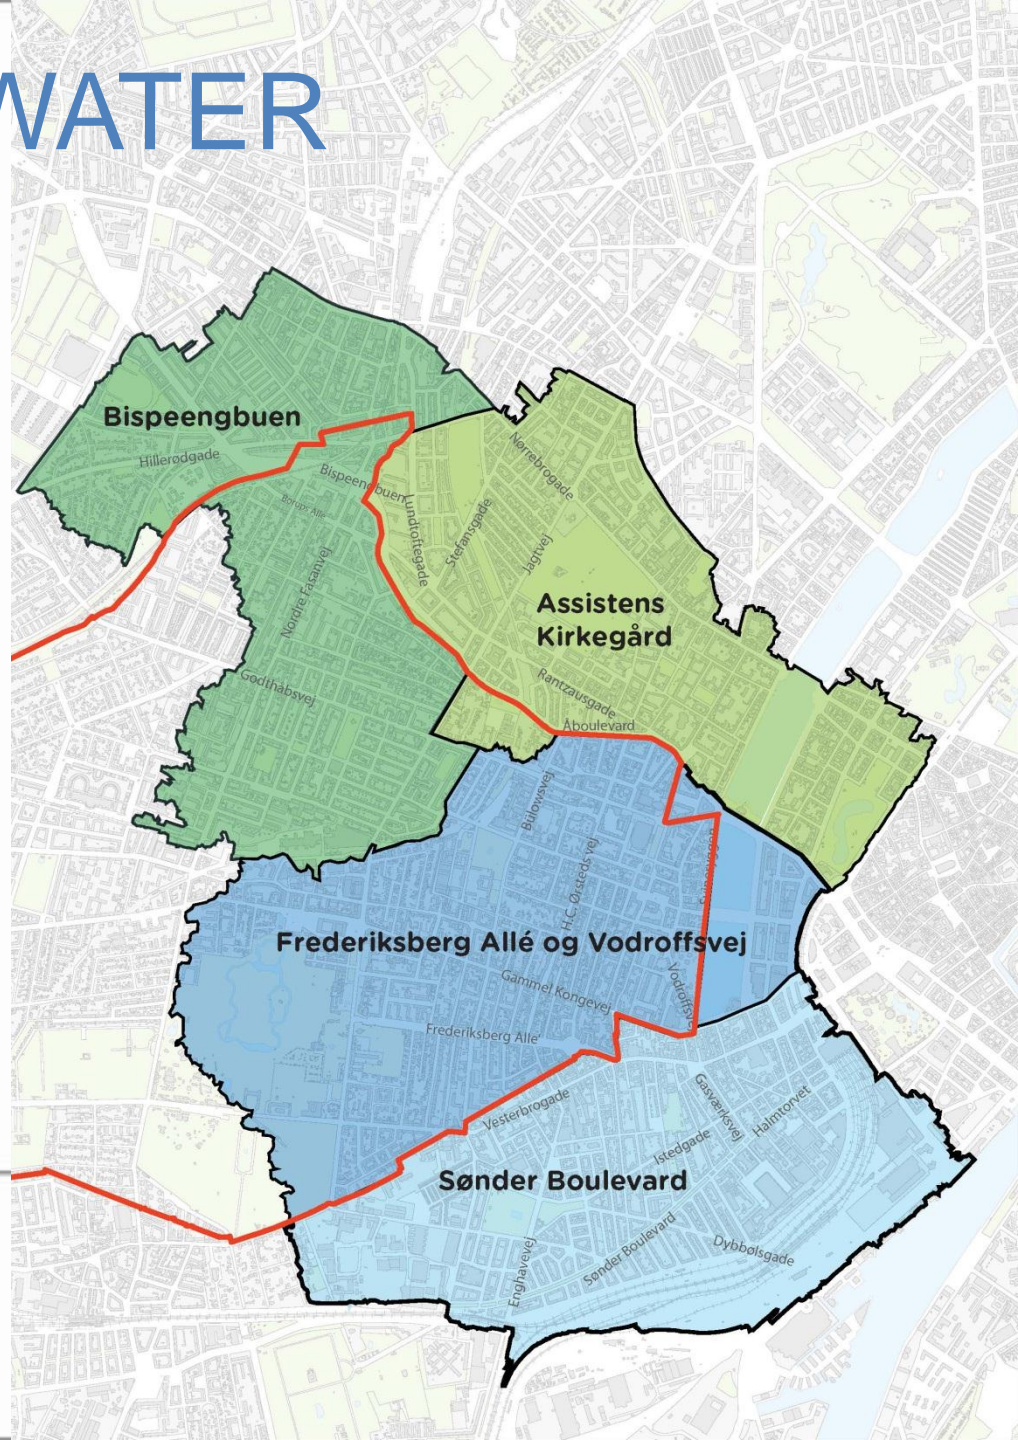 WATER
Bispeengbuen
Hillerødgade
Nørrebrogade
Bispeengbuen
Borups Alle
Lundtoftegade
Stefansgade
Jagtvej
Nordre Fasanvej
Assistens
Kirkegård
Godthåbsvej
Rantzausgade
Åboulevard
Bülowsvej
H.C. Ørstedsvej
Frederiksberg Allé og Vodroffsvej
Gammel Kongevej
Vodroffsvej
Frederiksberg Alle
Vesterbrogade
Gasværksvej
Halmtorvet
Istedgade
Sønder Boulevard
Sønder Boulevard
Dybbølsgade
Enghavevej